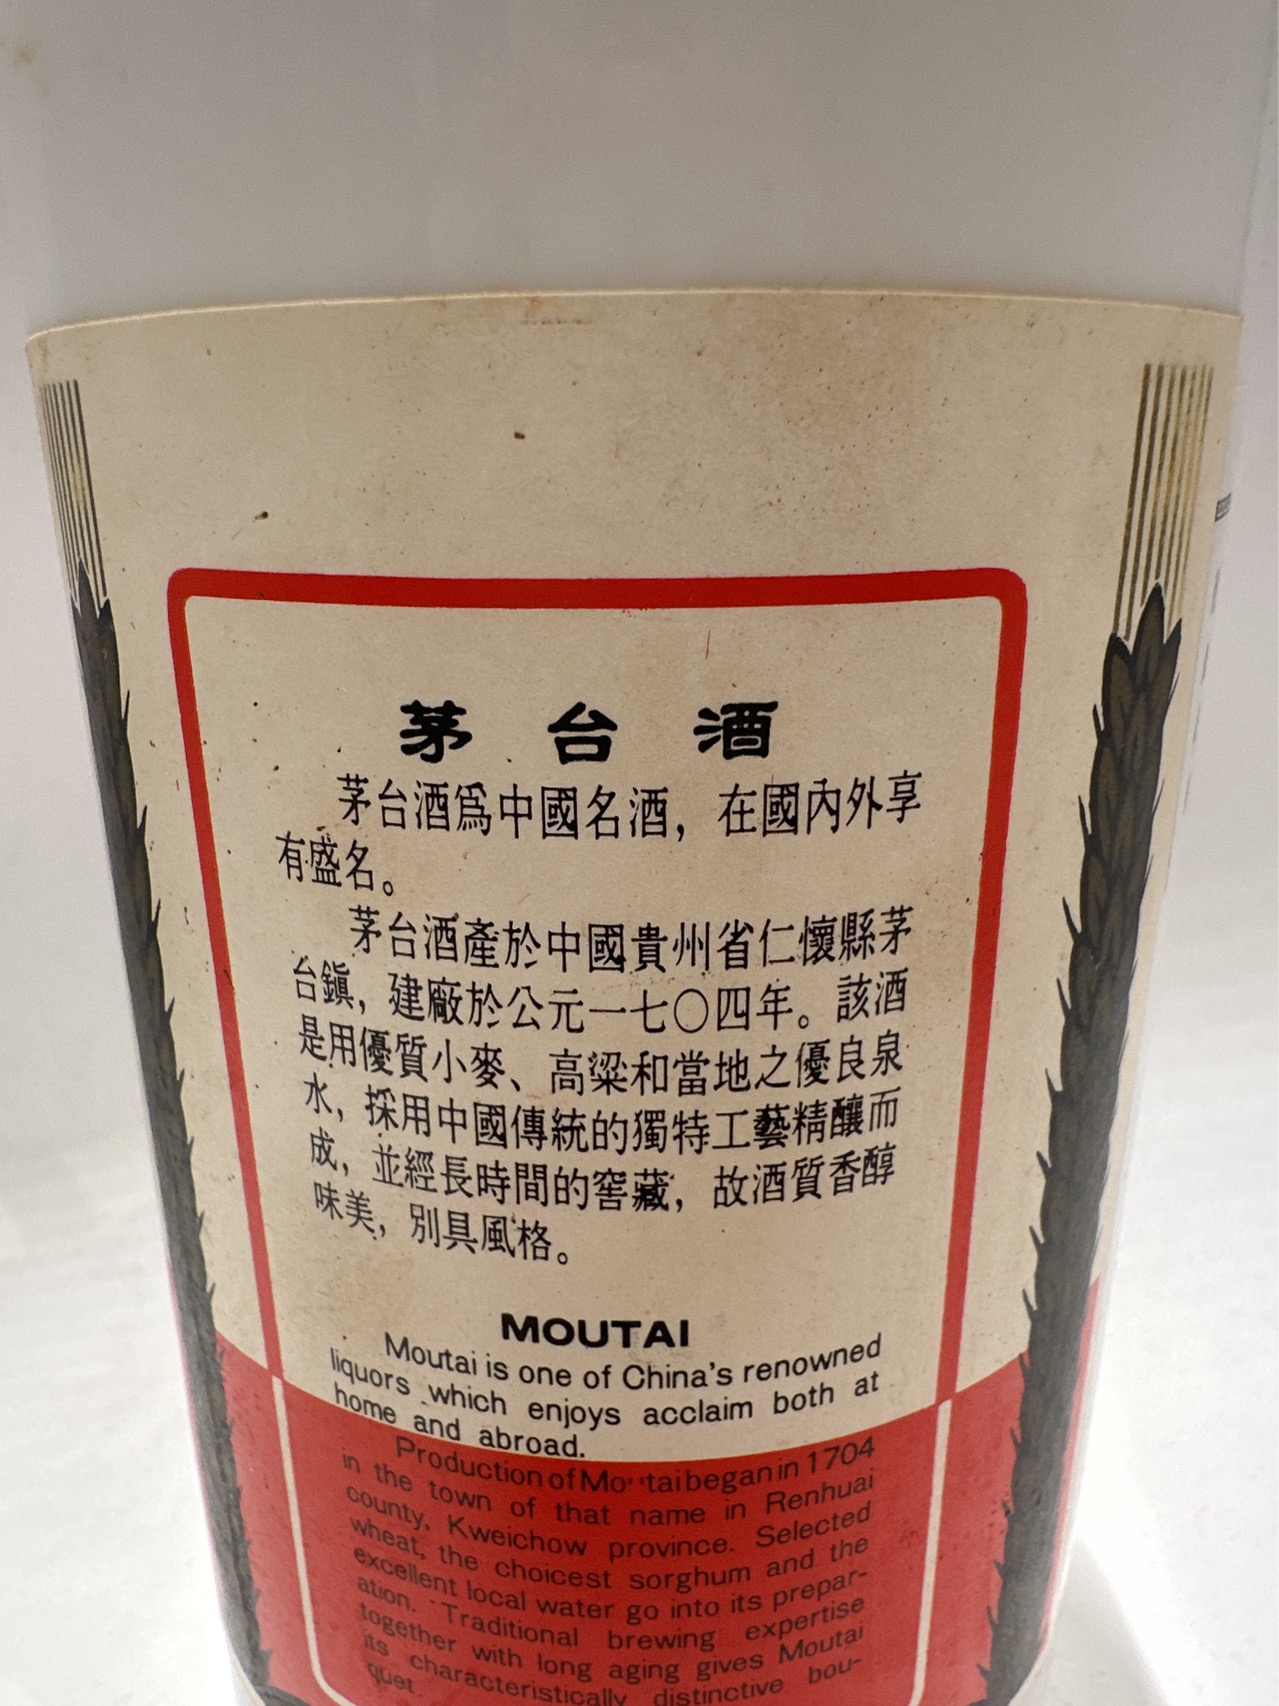 茅台酒
茅台酒爲中國名酒，在國內外享
有盛名。
茅台酒產於中國貴州省仁懷縣茅
台鎭，建廠於公元一七〇四年。該酒
是用優質小麥、高粱和當地之優良泉
水，採用中國傳統的獨特工藝精釀而
成，並經長時間的窖藏，故酒質香醇
味美，別具風格。
MOUTAI
Moutai is one of China's renowned
liquors which enjoys acclaim both at
home and abroad.
Production of Moutai began in 1704
in the town of that name in Renhuai
county, Kweichow province. Selected
wheat, the choicest sorghum and the
excellent local water go into its prepar-
ation. Traditional brewing expertise
together with long aging gives Moutai
its characteristically distinctive bou-
quet.